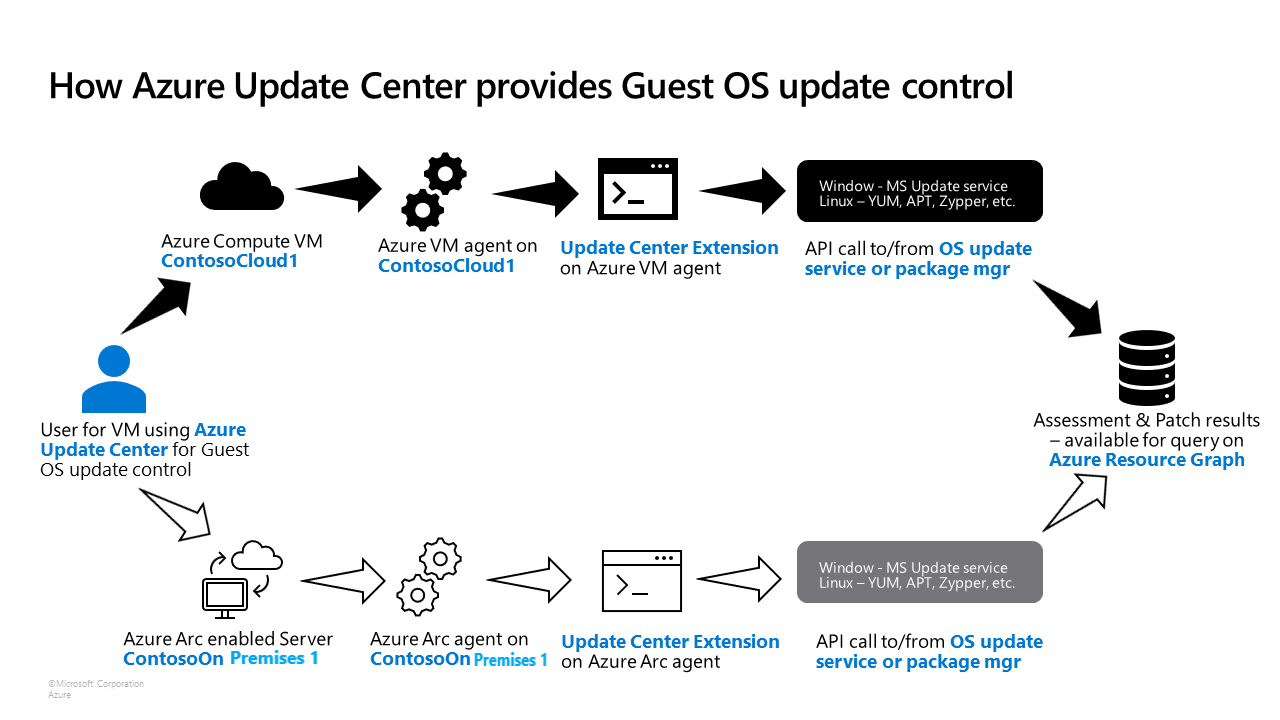 How Azure Update Center provides Guest OS update control
Window - MS Update service
Linux – YUM, APT, Zypper, etc.
Azure Compute VM
ContosoCloud1
Azure VM agent on
ContosoCloud1
Update Center Extension
on Azure VM agent
API call to/from OS update
service or package mgr
User for VM using Azure
Update Center for Guest
OS update control
Assessment & Patch results
– available for query on
Azure Resource Graph
Window - MS Update service
Linux – YUM, APT, Zypper, etc.
Azure Arc enabled Server
ContosoOn Premises 1
Azure Arc agent on
ContosoOn Premises 1
Update Center Extension
on Azure Arc agent
API call to/from OS update
service or package mgr
©Microsoft Corporation
Azure